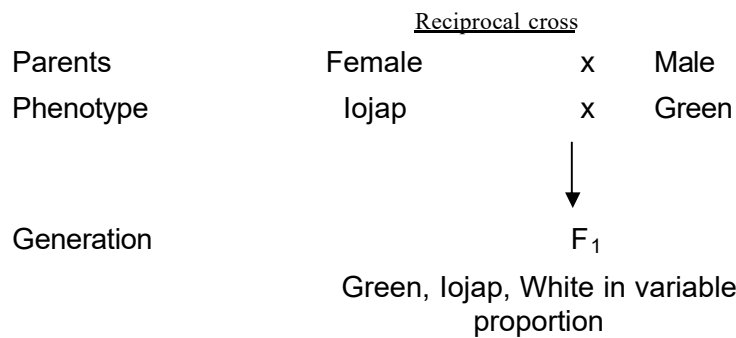 Reciprocal cross
Parents Female x Male
Phenotype Iojap x Green
Generation F₁
Green, Iojap, White in variable
proportion